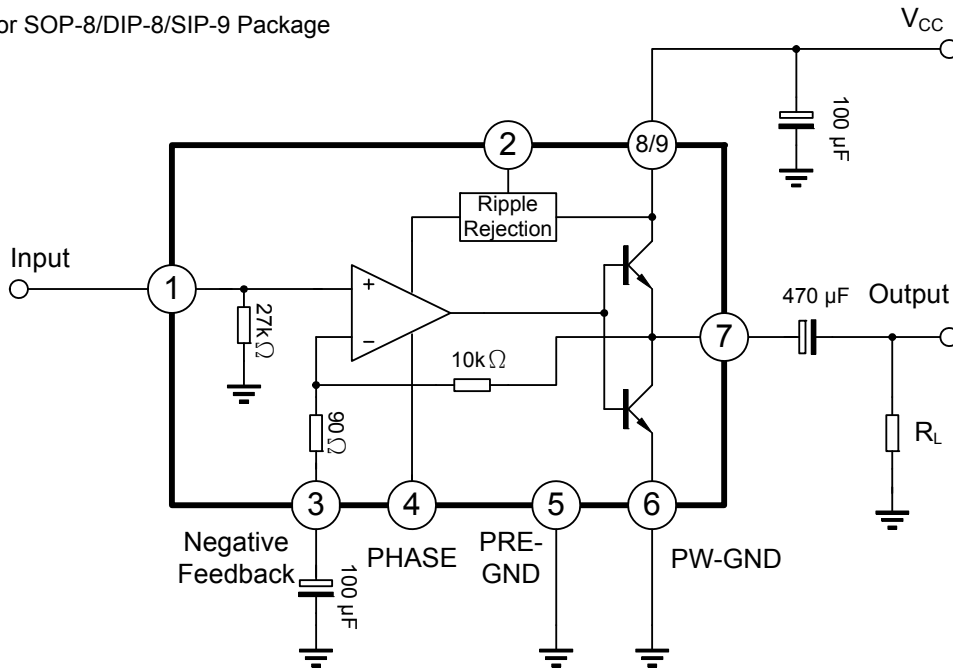 or SOP-8/DIP-8/SIP-9 Package
VCC
100 µF
2
8/9
Ripple
Rejection
Input
1
+
27kΩ
−
10kΩ
90Ω
7
470 µF
Output
RL
3
4
5
6
Negative
Feedback
PHASE
PRE-
GND
PW-GND
100 µF